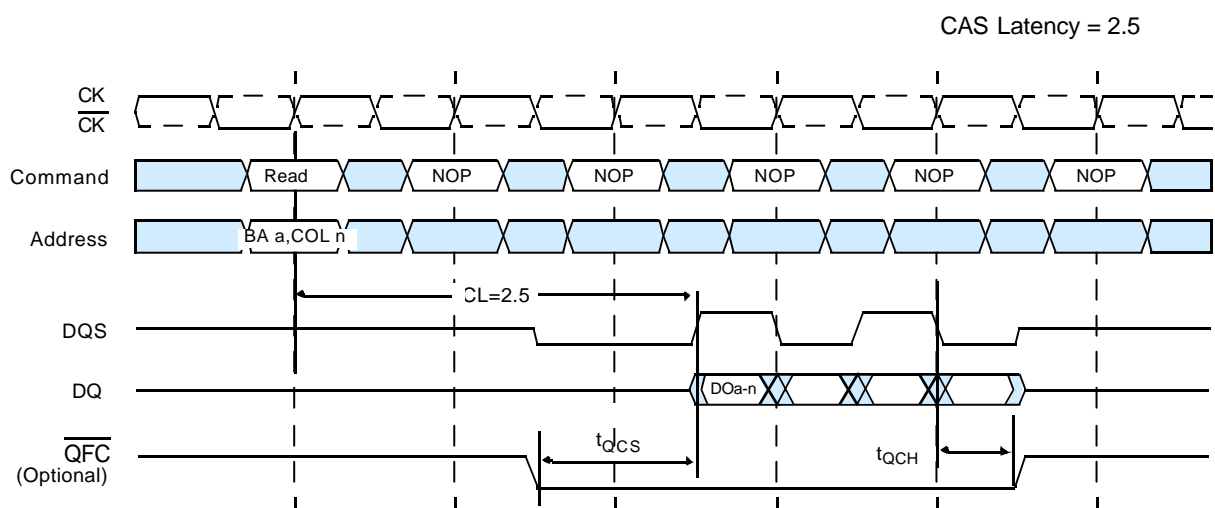 CAS Latency = 2.5
CK
CK
Command
Read
NOP
NOP
NOP
NOP
NOP
Address
BA a,COL n
CL=2.5
DQS
DQ
DOa-n
QFC
(Optional)
tQCS
tQCH